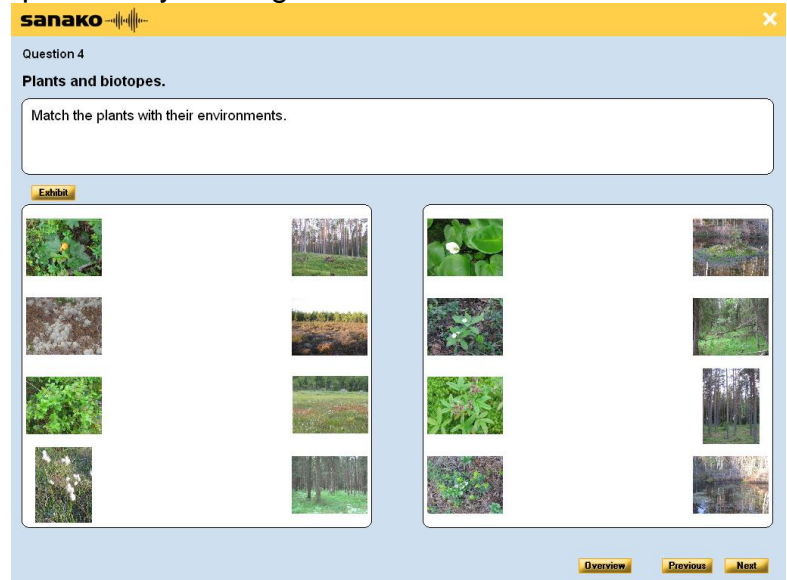 sanako
Question 4
Plants and biotopes.
Match the plants with their environments.
Exhibit
Overview
Previous
Next